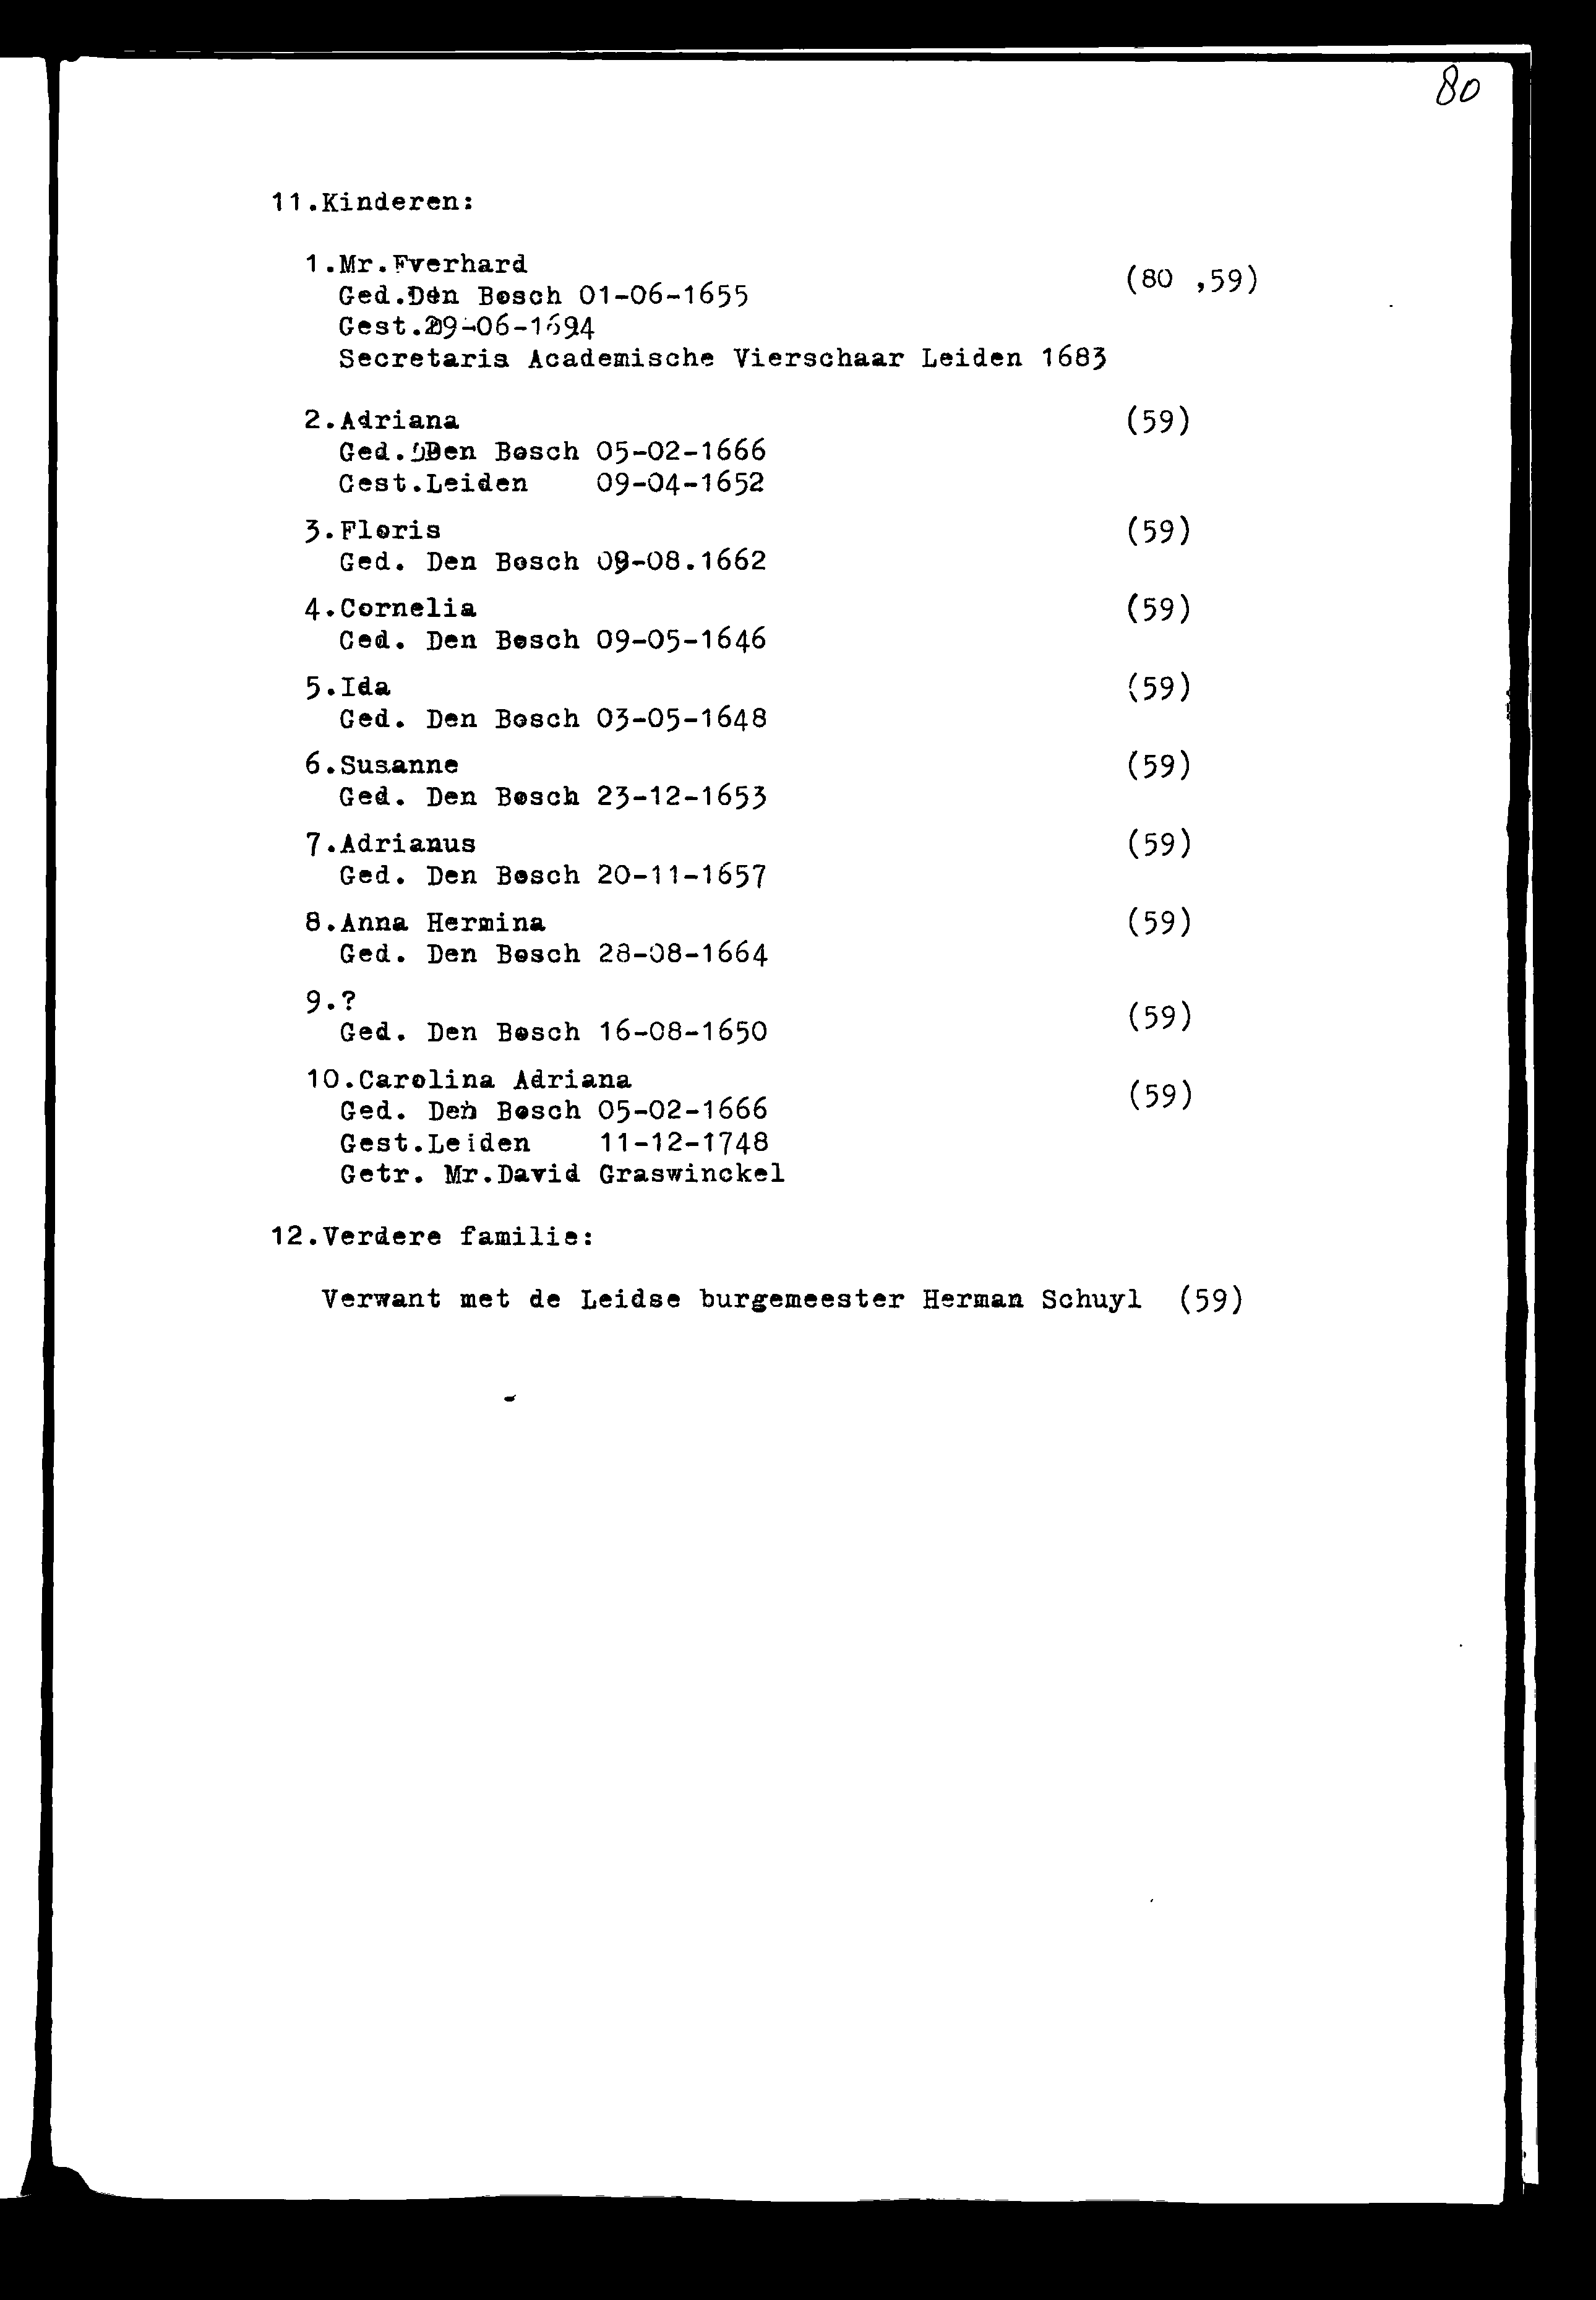 80
11.Kinderen:
1.Mr.Everhard (80 ,59)
Ged.Den Bosch 01-06-1655
Gest.29-06-1694
Secretaris Academische Vierschaar Leiden 1683
2.Adriana (59)
Ged. Den Bosch 05-02-1666
Gest.Leiden 09-04-1652
3.Floris (59)
Ged. Den Bosch 09-08.1662
4.Cornelia (59)
Ged. Den Bosch 09-05-1646
5.Ida (59)
Ged. Den Bosch 03-05-1648
6.Susanne (59)
Ged. Den Bosch 23-12-1653
7.Adrianus (59)
Ged. Den Bosch 20-11-1657
8.Anna Hermina (59)
Ged. Den Bosch 28-08-1664
9.? (59)
Ged. Den Bosch 16-08-1650
10.Carolina Adriana (59)
Ged. Den Bosch 05-02-1666
Gest.Leiden 11-12-1748
Getr. Mr.David Graswinckel
12.Verdere familie:
Verwant met de Leidse burgemeester Herman Schuyl (59)